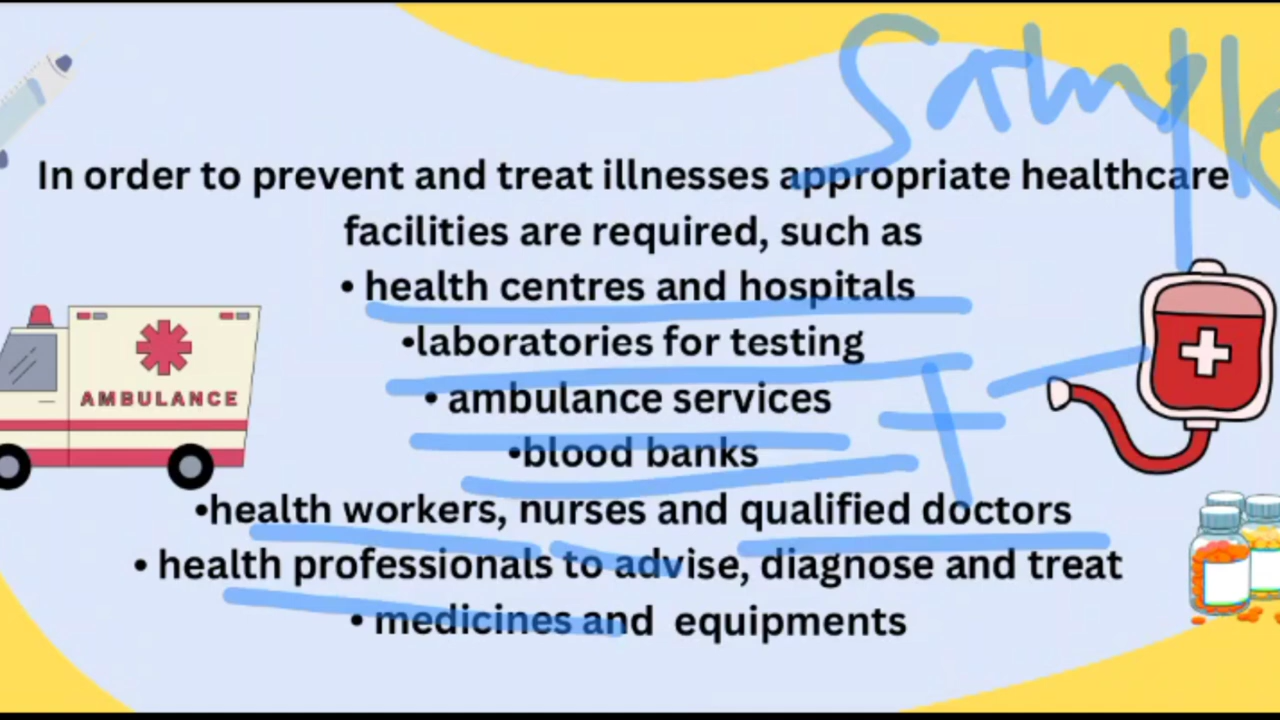 Sample
In order to prevent and treat illnesses appropriate healthcare
facilities are required, such as
• health centres and hospitals
•laboratories for testing
• ambulance services
AMBULANCE
•blood banks
•health workers, nurses and qualified doctors
• health professionals to advise, diagnose and treat
• medicines and equipments